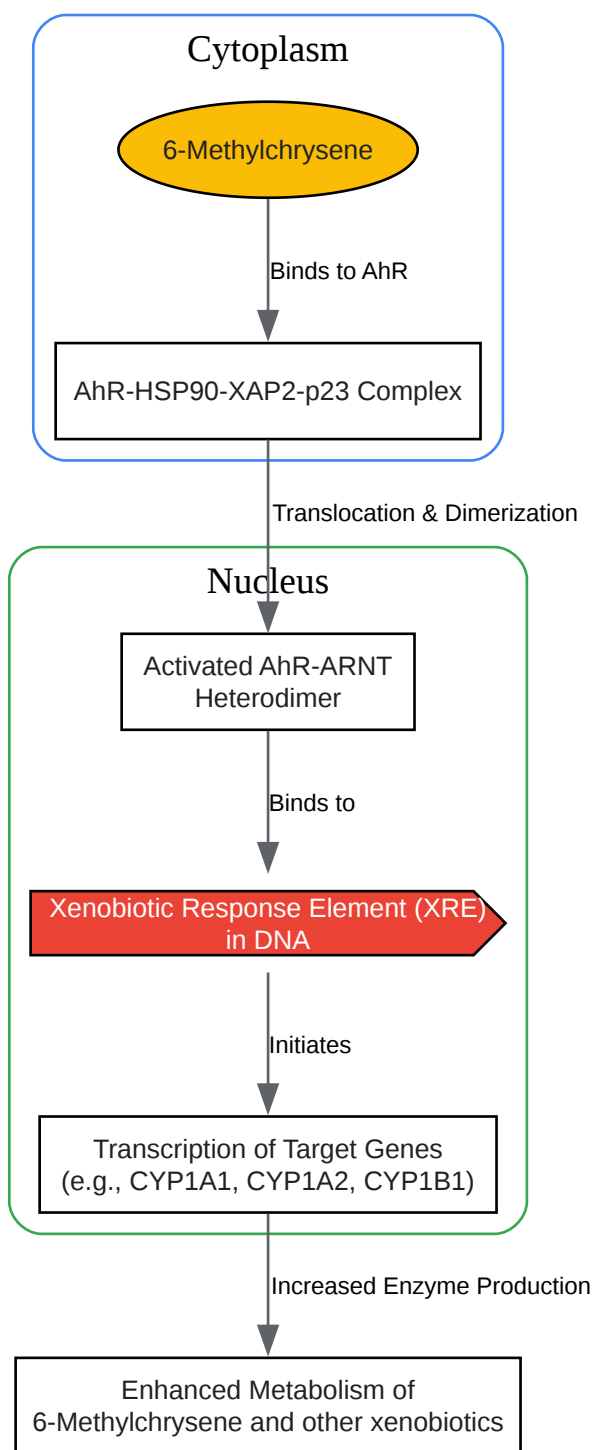 Cytoplasm
6-Methylchrysene
Binds to AhR
AhR-HSP90-XAP2-p23 Complex
Translocation & Dimerization
Nucleus
Activated AhR-ARNT
Heterodimer
Binds to
Xenobiotic Response Element (XRE)
in DNA
Initiates
Transcription of Target Genes
(e.g., CYP1A1, CYP1A2, CYP1B1)
Increased Enzyme Production
Enhanced Metabolism of
6-Methylchrysene and other xenobiotics